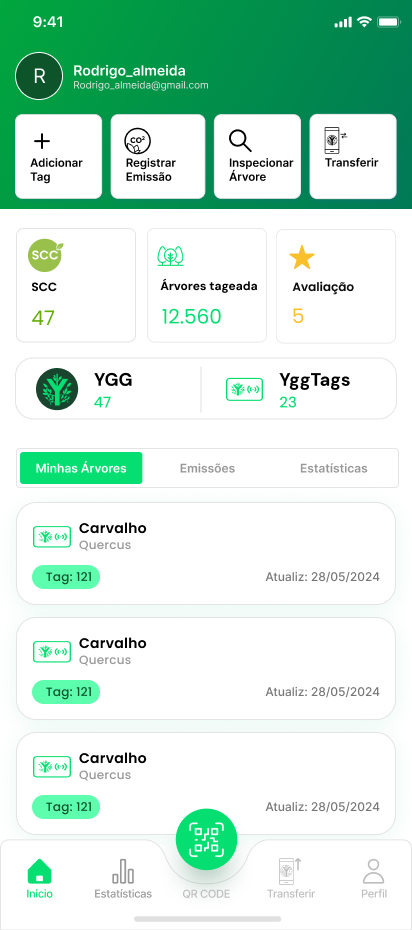 9:41
R
Rodrigo_almeida
Rodrigo_almeida@gmail.com
Adicionar
Tag
CO²
Registrar
Emissão
Inspecionar
Árvore
Transferir
SCC
SCC
47
Árvores tageada
12.560
Avaliação
5
YGG
47
YggTags
23
Minhas Árvores
Emissões
Estatísticas
Carvalho
Quercus
Tag: 121
Atualiz: 28/05/2024
Carvalho
Quercus
Tag: 121
Atualiz: 28/05/2024
Carvalho
Quercus
Tag: 121
Atualiz: 28/05/2024
Inicio
Estatísticas
QR CODE
Transferir
Perfil